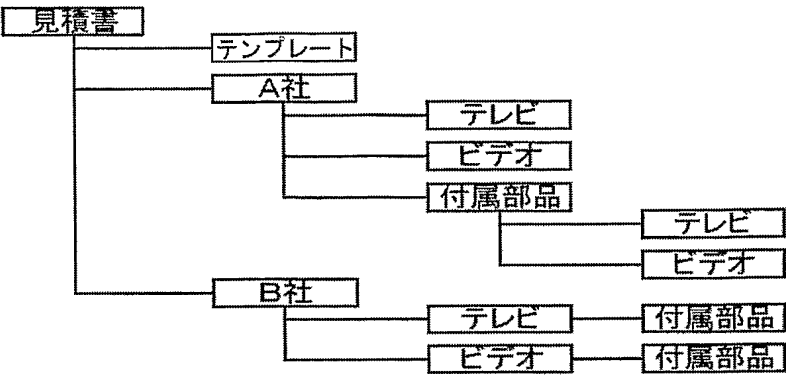 見積書
テンプレート
A社
テレビ
ビデオ
付属部品
テレビ
ビデオ
B社
テレビ
付属部品
ビデオ
付属部品